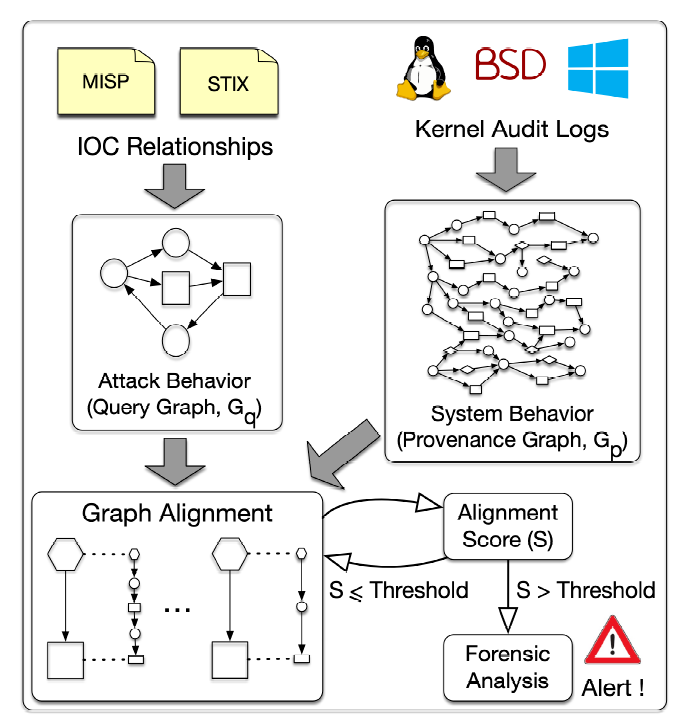 MISP
STIX
BSD
IOC Relationships
Kernel Audit Logs
Attack Behavior
(Query Graph, Gq)
System Behavior
(Provenance Graph, Gp)
Graph Alignment
...
Alignment
Score (S)
S ⩽ Threshold
S > Threshold
Forensic
Analysis
!
Alert !